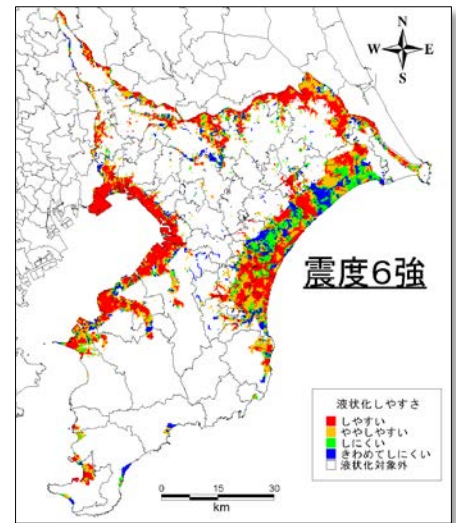 N
W E
S
震度6強
液状化しやすさ
しやすい
ややしやすい
しにくい
きわめてしにくい
液状化対象外
0 15 30
km